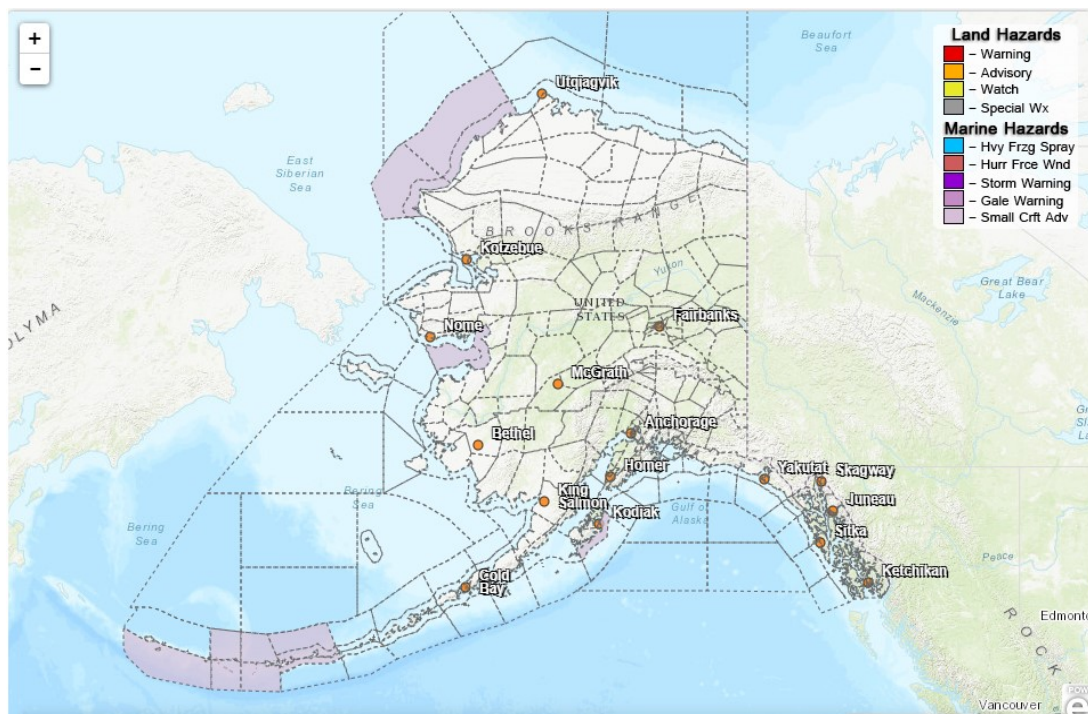 +
−
Land Hazards
– Warning
– Advisory
– Watch
– Special Wx
Marine Hazards
– Hvy Frzg Spray
– Hurr Frce Wnd
– Storm Warning
– Gale Warning
– Small Crft Adv
Beaufort
Sea
Utqiagvik
East
Siberian
Sea
BROOKS RANGE
Kotzebue
Yukon
Great Bear
Lake
Mackenzie
OLYMA
UNITED
STATES
Fairbanks
Nome
McGrath
Anchorage
Bethel
Homer
Yakutat
Skagway
King
Salmon
Kodiak
Juneau
Bering
Sea
Gulf of
Alaska
Bering
Sea
Sitka
Peace
Cold
Bay
Ketchikan
Edmont
ROCK
Vancouver